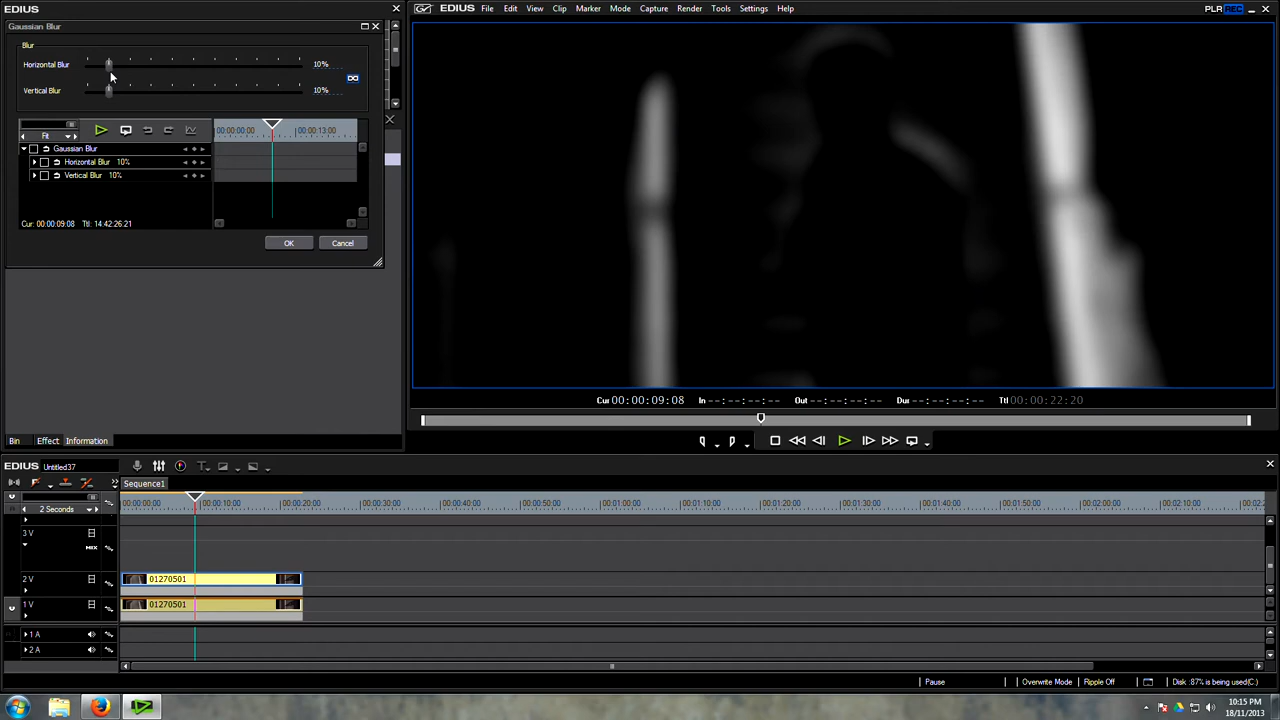 EDIUS
Gaussian Blur
Blur
Horizontal Blur 10%
Vertical Blur 10%
Fit
00:00:00:00 00:00:13:00
Gaussian Blur
Horizontal Blur 10%
Vertical Blur 10%
Cur: 00:00:09:08 Ttl: 14:42:26:21
OK Cancel
Bin Effect Information
EDIUS File Edit View Clip Marker Mode Capture Render Tools Settings Help PLR REC
Cur 00:00:09:08 In --:--:--:-- Out --:--:--:-- Dur --:--:--:-- Ttl 00:00:22:20
EDIUS Untitled37
Sequence1
2 Seconds
00:00:00:00 00:00:10:00 00:00:20:00 00:00:30:00 00:00:40:00 00:00:50:00 00:01:00:00 00:01:10:00 00:01:20:00 00:01:30:00 00:01:40:00 00:01:50:00 00:02:00:00 00:02:10:00 00:02:2
3 V
MIX
2 V 01270501
1 V 01270501
1 A
2 A
Pause Overwrite Mode Ripple Off Disk :87% is being used(C:)
10:15 PM
18/11/2013